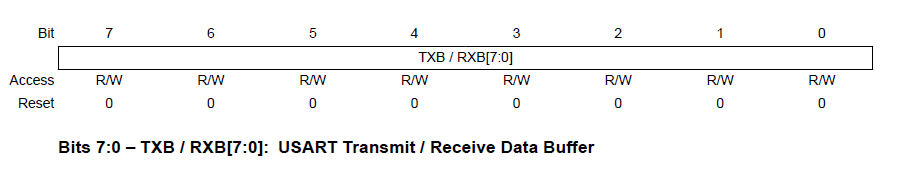 Bit 7 6 5 4 3 2 1 0
TXB / RXB[7:0]
Access R/W R/W R/W R/W R/W R/W R/W R/W
Reset 0 0 0 0 0 0 0 0
Bits 7:0 – TXB / RXB[7:0]: USART Transmit / Receive Data Buffer